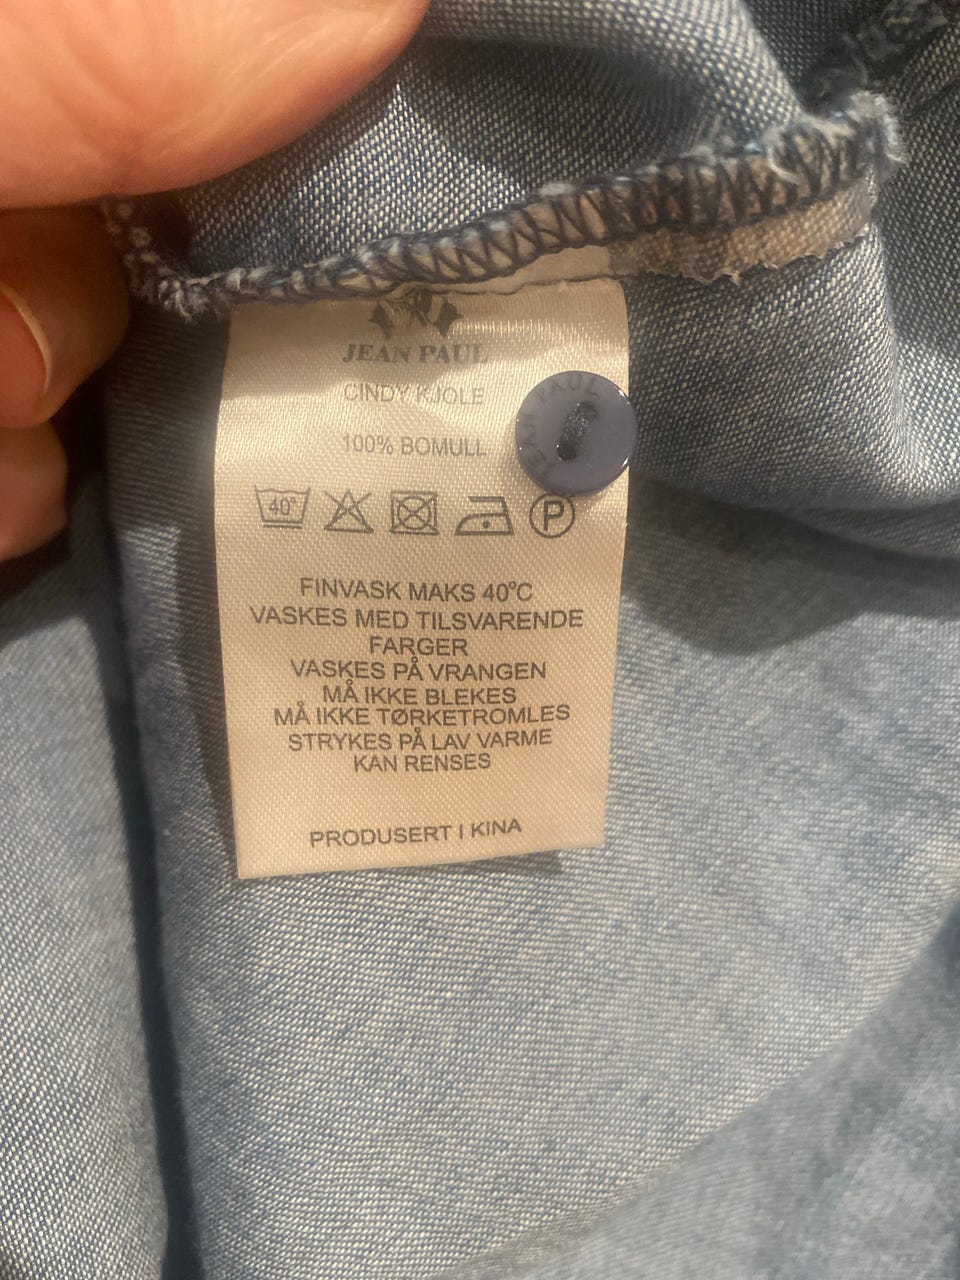 JEAN PAUL
CINDY KJOLE
100% BOMULL
JEAN PAUL
40°
P
FINVASK MAKS 40°C
VASKES MED TILSVARENDE
FARGER
VASKES PÅ VRANGEN
MÅ IKKE BLEKES
MÅ IKKE TØRKETROMLES
STRYKES PÅ LAV VARME
KAN RENSES
PRODUSERT I KINA